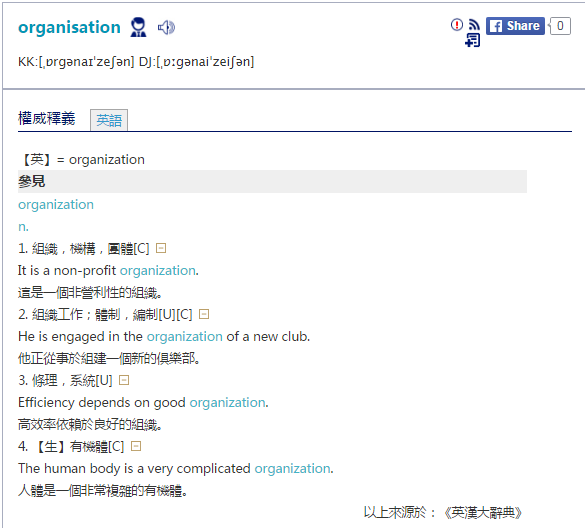 organisation
Share 0
KK:[ˌɒrgənaɪˈzeʃən] DJ:[ˌɒ:gənaiˈzeiʃən]
權威釋義 英語
【英】= organization
參見
organization
n.
1. 組織，機構，團體[C]
It is a non-profit organization.
這是一個非營利性的組織。
2. 組織工作；體制，編制[U][C]
He is engaged in the organization of a new club.
他正從事於組建一個新的俱樂部。
3. 條理，系統[U]
Efficiency depends on good organization.
高效率依賴於良好的組織。
4. 【生】有機體[C]
The human body is a very complicated organization.
人體是一個非常複雜的有機體。
以上來源於：《英漢大辭典》